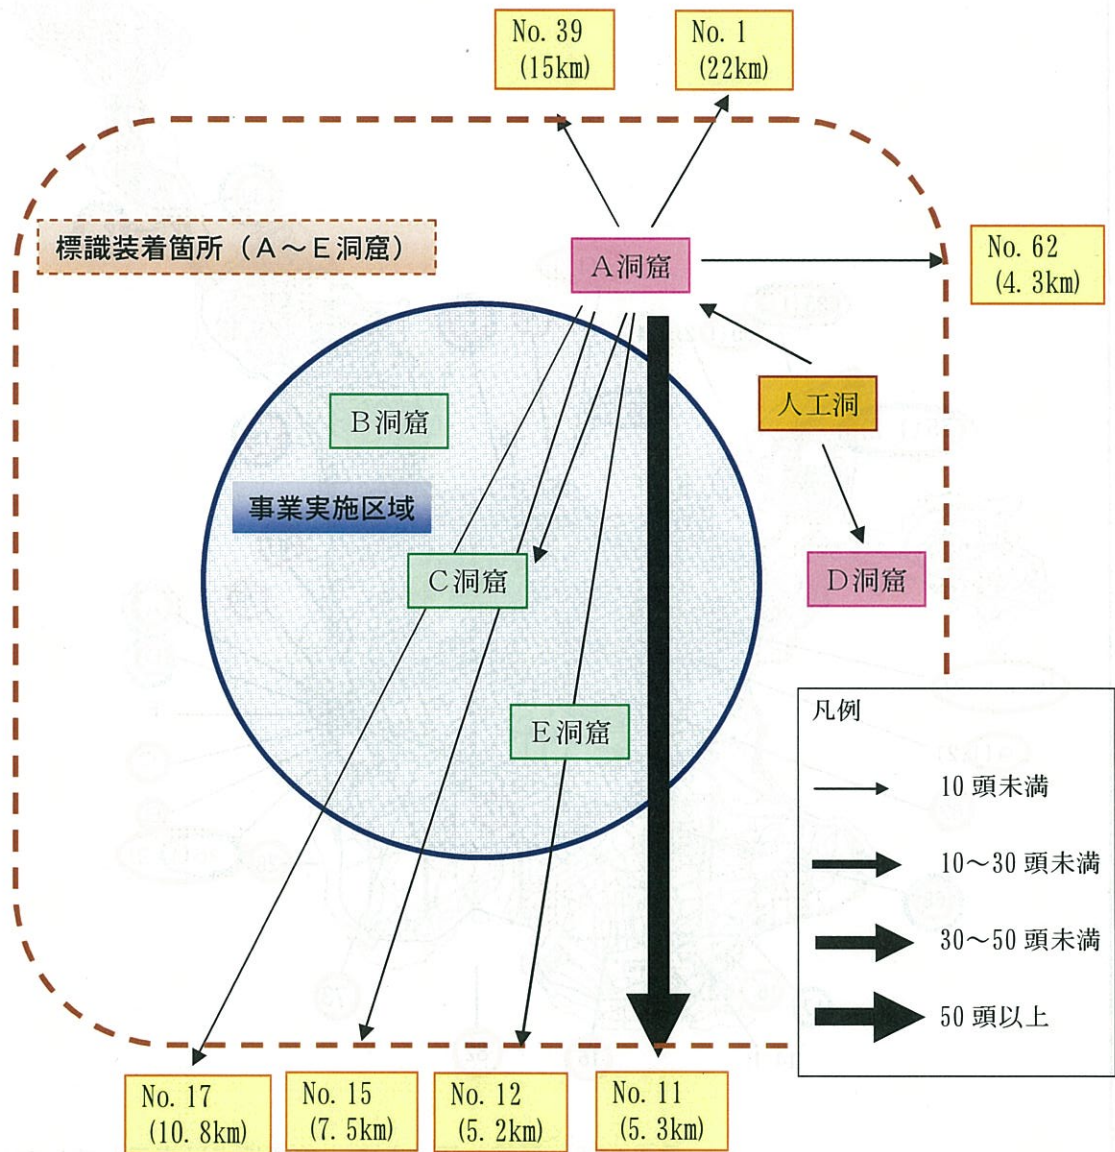 No. 39
(15km)
No. 1
(22km)
標識装着箇所（A～E洞窟）
A洞窟
No. 62
(4.3km)
人工洞
B洞窟
事業実施区域
C洞窟
D洞窟
E洞窟
凡例
10 頭未満
10～30 頭未満
30～50 頭未満
50 頭以上
No. 17
(10.8km)
No. 15
(7.5km)
No. 12
(5.2km)
No. 11
(5.3km)